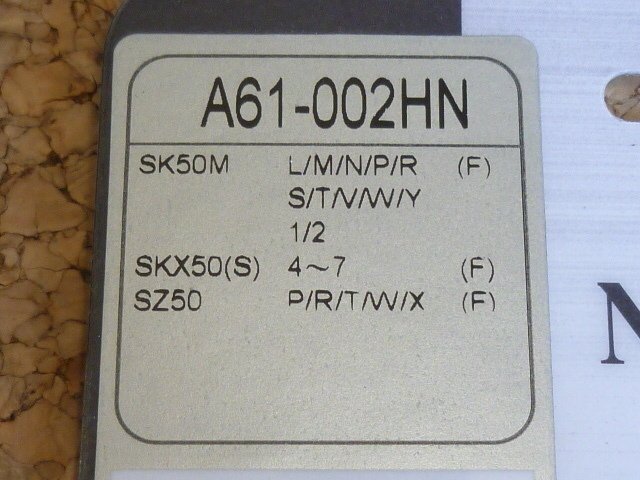 A61-002HN
SK50M L/M/N/P/R (F)
S/T/V/W/Y
1/2
SKX50(S) 4～7 (F)
SZ50 P/R/T/W/X (F)
N